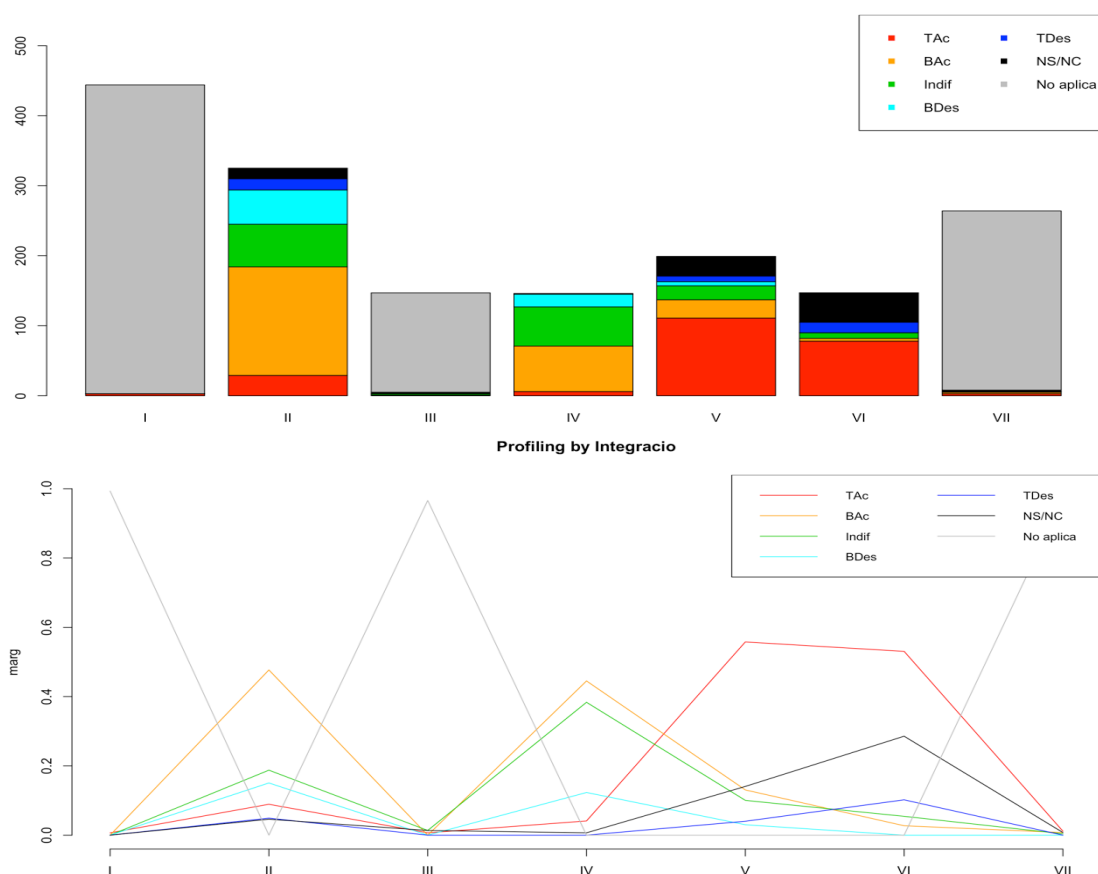 500
400
300
200
100
0
TAc TDes
BAc NS/NC
Indif No aplica
BDes
I II III IV V VI VII
Profiling by Integracio
1.0
0.8
0.6
0.4
0.2
0.0
marg
TAc TDes
BAc NS/NC
Indif No aplica
BDes
I II III IV V VI VII